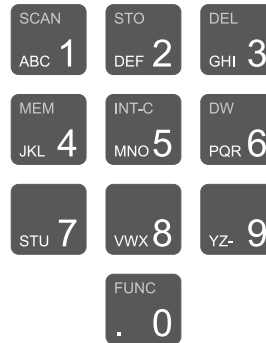 SCAN STO DEL
ABC 1 DEF 2 GHI 3
MEM INT-C DW
JKL 4 MNO 5 PQR 6
STU 7 VWX 8 YZ- 9
FUNC
. 0